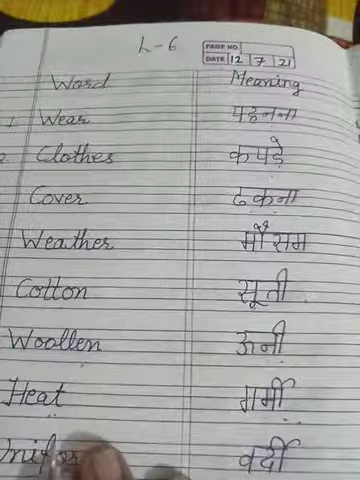 L-6
PAGE NO.
DATE 12 7 21
Word Meaning
1. Wear पहनना
2. Clothes कपड़े
Cover ढकना
Weather मौसम
Cotton सूती
Woollen ऊनी
Heat गर्मी
वर्दी